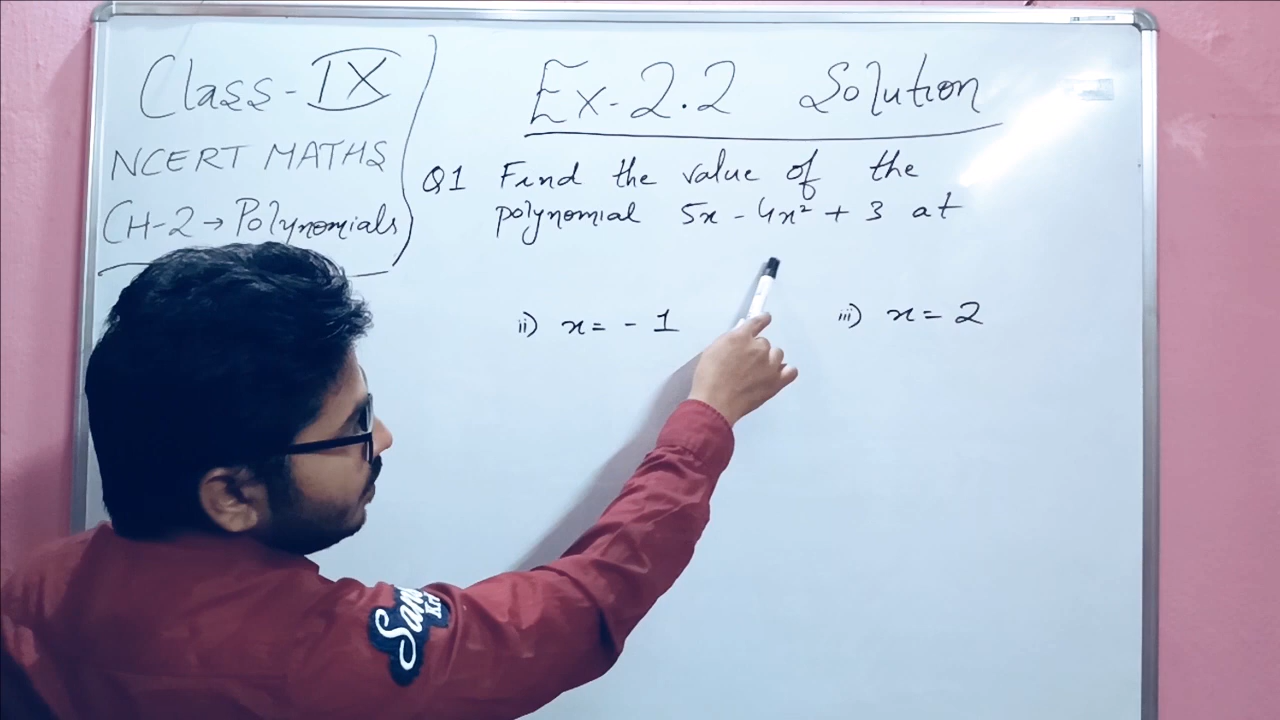 Class-IX
NCERT MATHS
CH-2→Polynomials
Ex-2.2 Solution
Q1 Find the value of the
polynomial 5x - 4x² + 3 at
ii) x = - 1
iii) x = 2